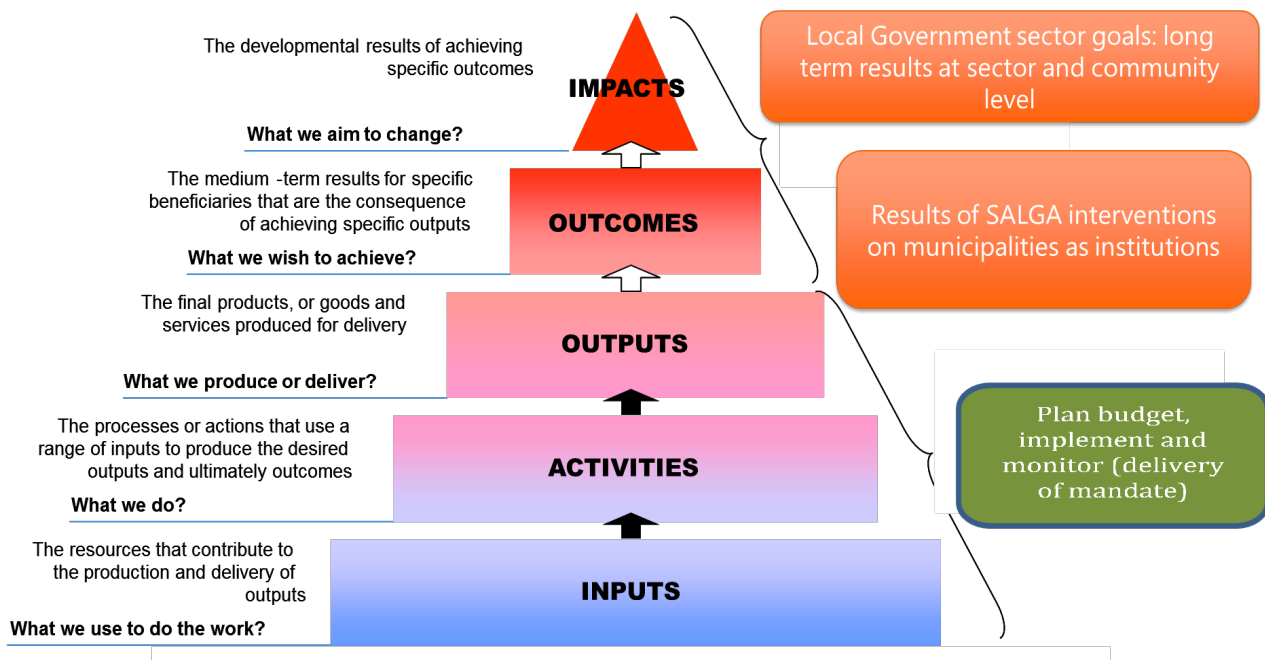 The developmental results of achieving
specific outcomes
IMPACTS
What we aim to change?
The medium -term results for specific
beneficiaries that are the consequence
of achieving specific outputs
OUTCOMES
What we wish to achieve?
The final products, or goods and
services produced for delivery
OUTPUTS
What we produce or deliver?
The processes or actions that use a
range of inputs to produce the desired
outputs and ultimately outcomes
ACTIVITIES
What we do?
The resources that contribute to
the production and delivery of
outputs
INPUTS
What we use to do the work?
Local Government sector goals: long
term results at sector and community
level
Results of SALGA interventions
on municipalities as institutions
Plan budget,
implement and
monitor (delivery
of mandate)